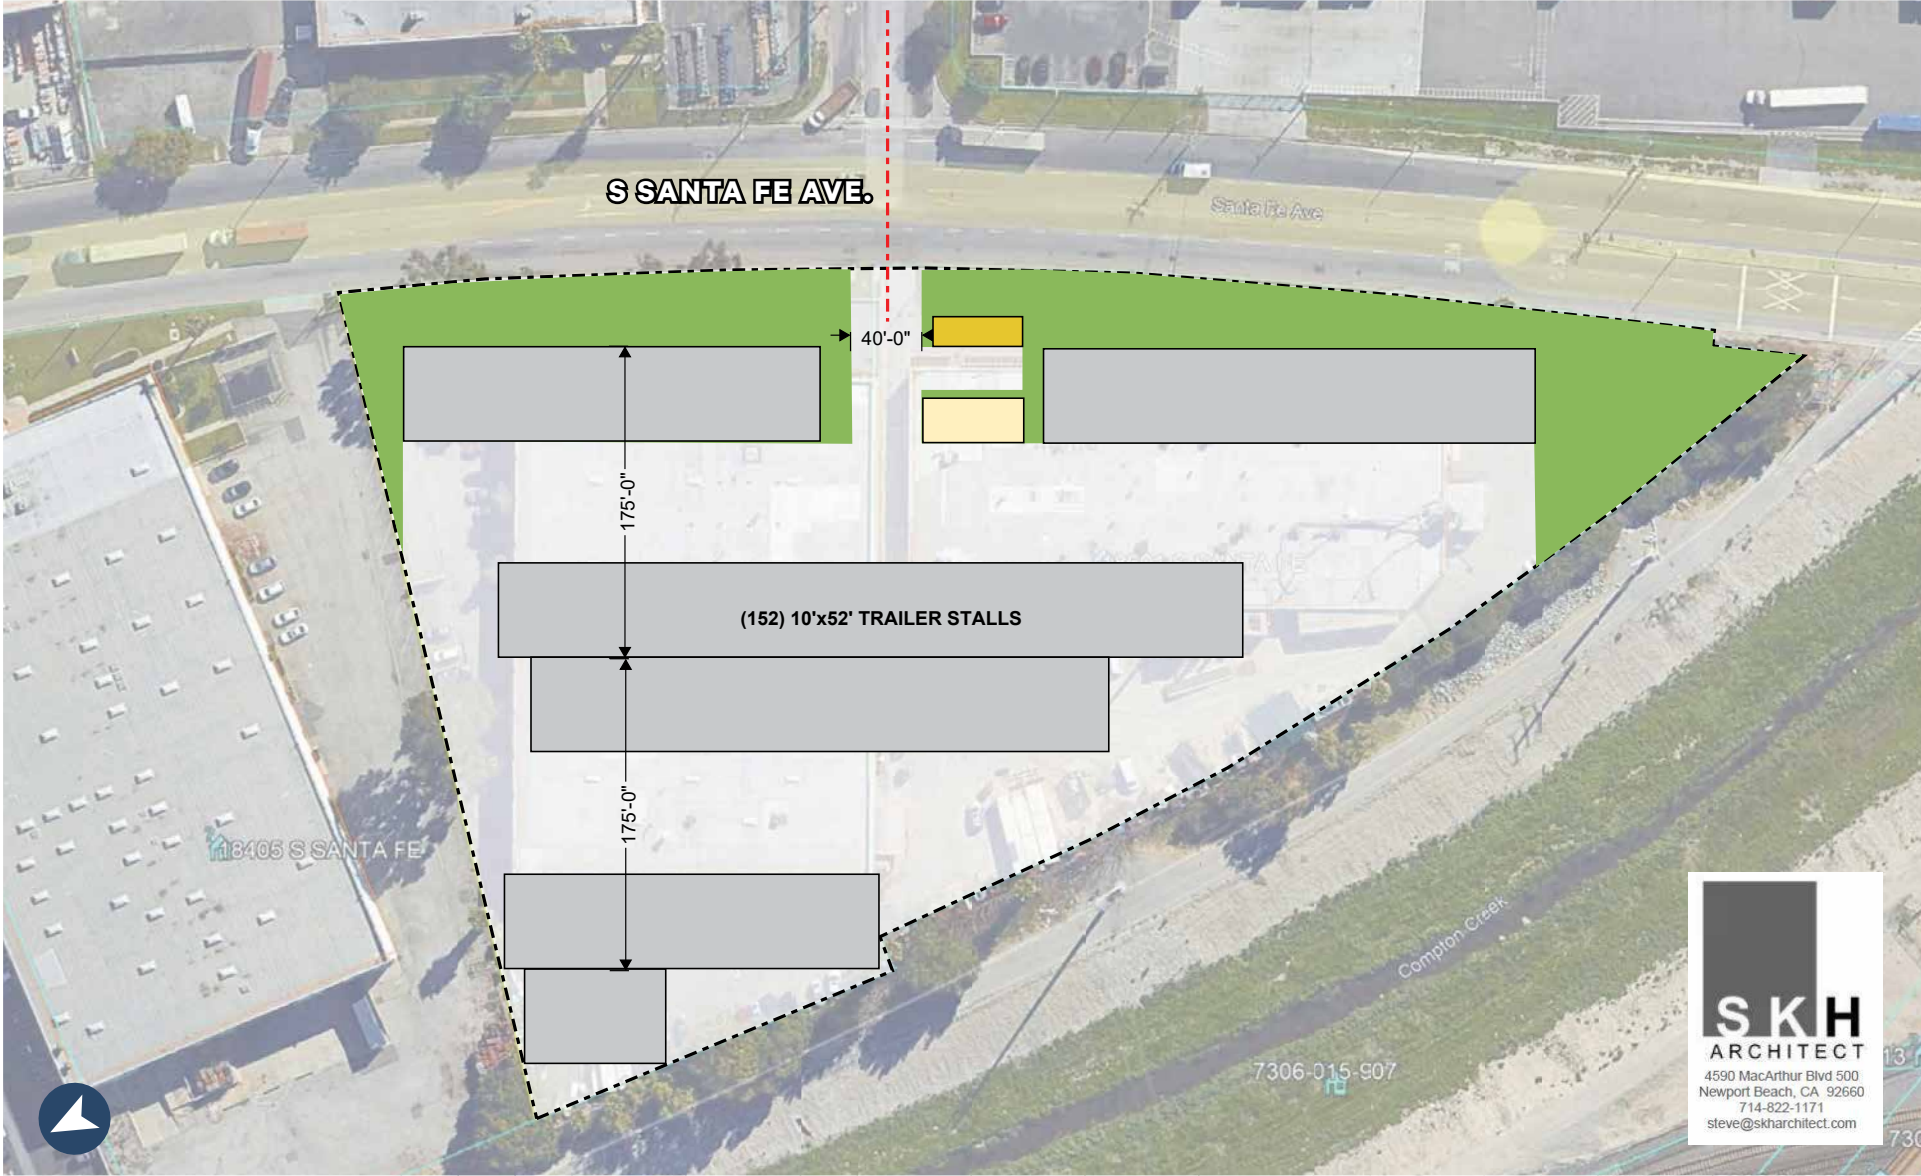 S SANTA FE AVE.
Santa Fe Ave
40'-0"
175'-0"
(152) 10'x52' TRAILER STALLS
175'-0"
18405 S SANTA FE
Compton Creek
7306-015-907
SKH
ARCHITECT
4590 MacArthur Blvd 500
Newport Beach, CA 92660
714-822-1171
steve@skharchitect.com
13
730